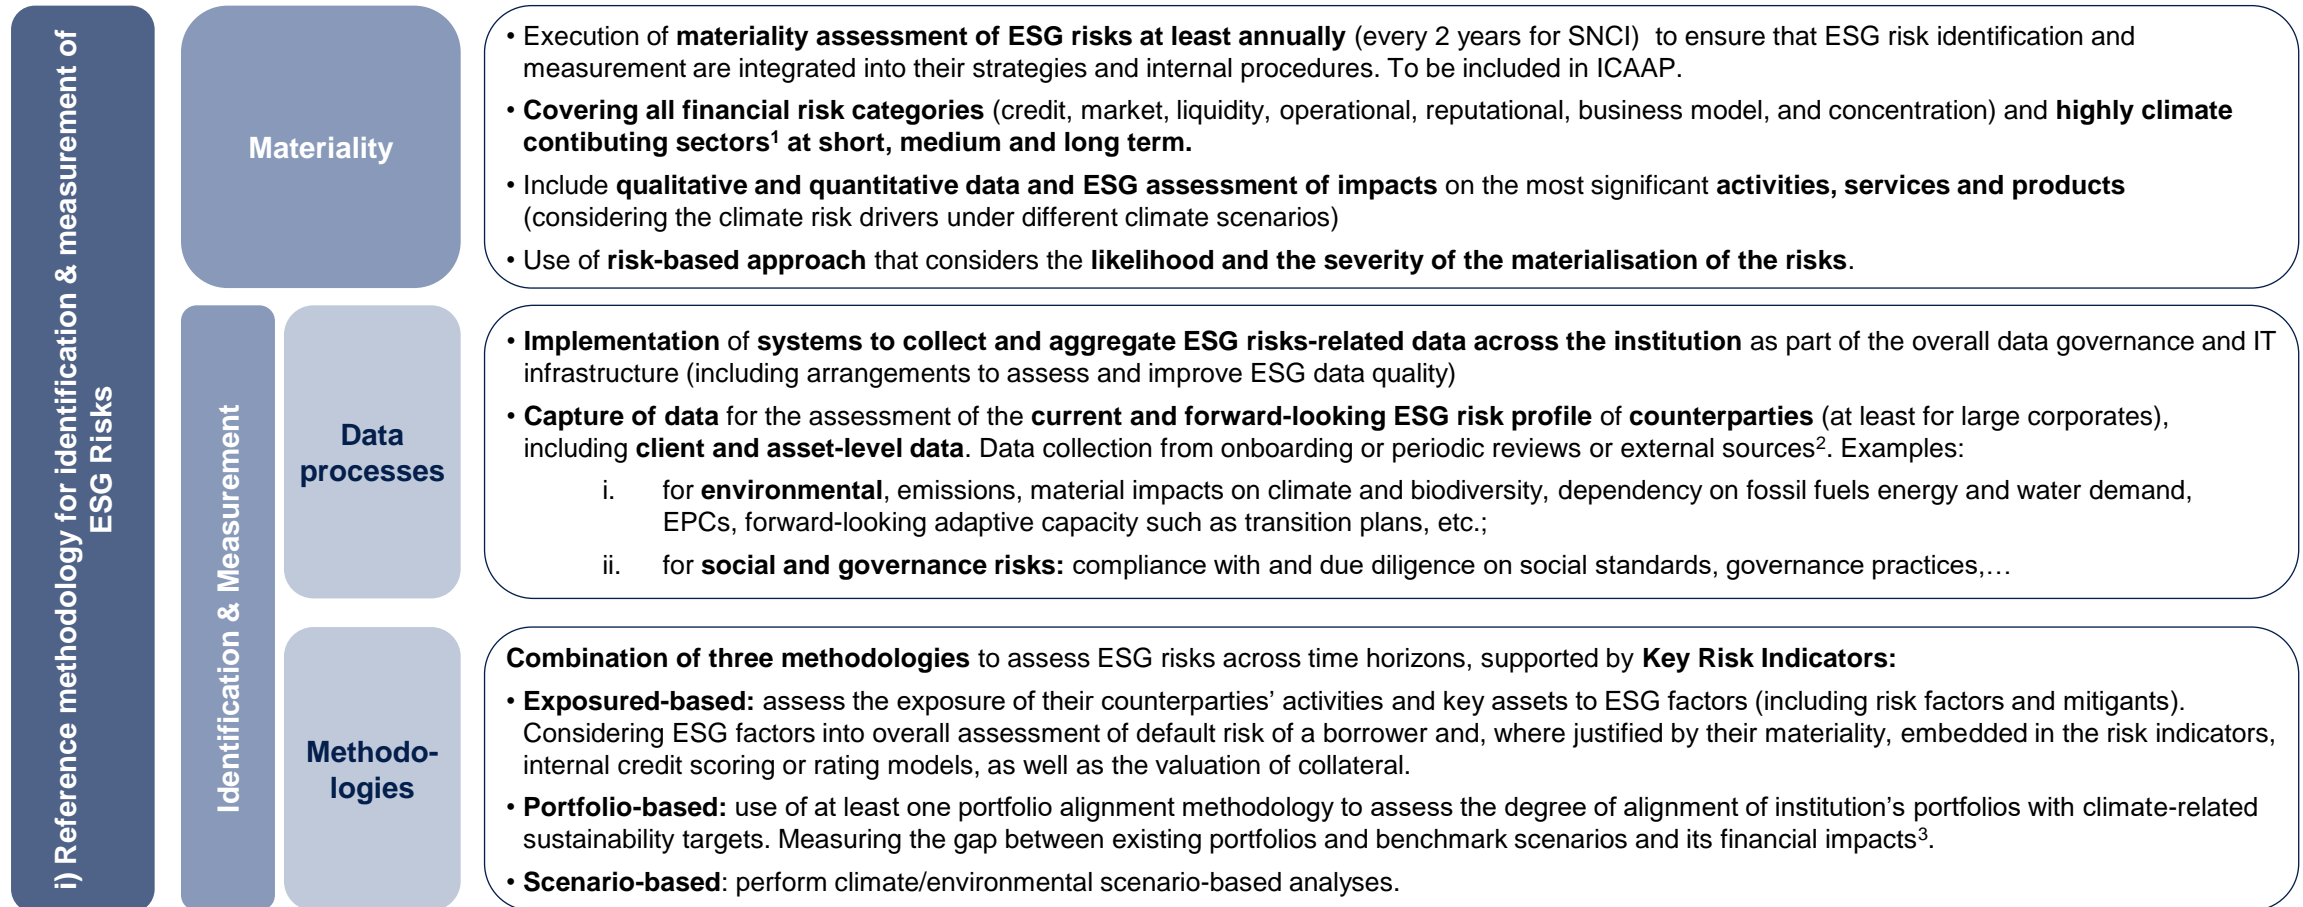 i) Reference methodology for identification & measurement of
ESG Risks
Materiality
• Execution of materiality assessment of ESG risks at least annually (every 2 years for SNCI)  to ensure that ESG risk identification and
measurement are integrated into their strategies and internal procedures. To be included in ICAAP.
• Covering all financial risk categories (credit, market, liquidity, operational, reputational, business model, and concentration) and highly climate
contibuting sectors¹ at short, medium and long term.
• Include qualitative and quantitative data and ESG assessment of impacts on the most significant activities, services and products
(considering the climate risk drivers under different climate scenarios)
• Use of risk-based approach that considers the likelihood and the severity of the materialisation of the risks.
Identification & Measurement
Data
processes
• Implementation of systems to collect and aggregate ESG risks-related data across the institution as part of the overall data governance and IT
infrastructure (including arrangements to assess and improve ESG data quality)
• Capture of data for the assessment of the current and forward-looking ESG risk profile of counterparties (at least for large corporates),
including client and asset-level data. Data collection from onboarding or periodic reviews or external sources². Examples:
i. for environmental, emissions, material impacts on climate and biodiversity, dependency on fossil fuels energy and water demand,
EPCs, forward-looking adaptive capacity such as transition plans, etc.;
ii. for social and governance risks: compliance with and due diligence on social standards, governance practices,…
Methodo-
logies
Combination of three methodologies to assess ESG risks across time horizons, supported by Key Risk Indicators:
• Exposured-based: assess the exposure of their counterparties’ activities and key assets to ESG factors (including risk factors and mitigants).
Considering ESG factors into overall assessment of default risk of a borrower and, where justified by their materiality, embedded in the risk indicators,
internal credit scoring or rating models, as well as the valuation of collateral.
• Portfolio-based: use of at least one portfolio alignment methodology to assess the degree of alignment of institution’s portfolios with climate-related
sustainability targets. Measuring the gap between existing portfolios and benchmark scenarios and its financial impacts³.
• Scenario-based: perform climate/environmental scenario-based analyses.